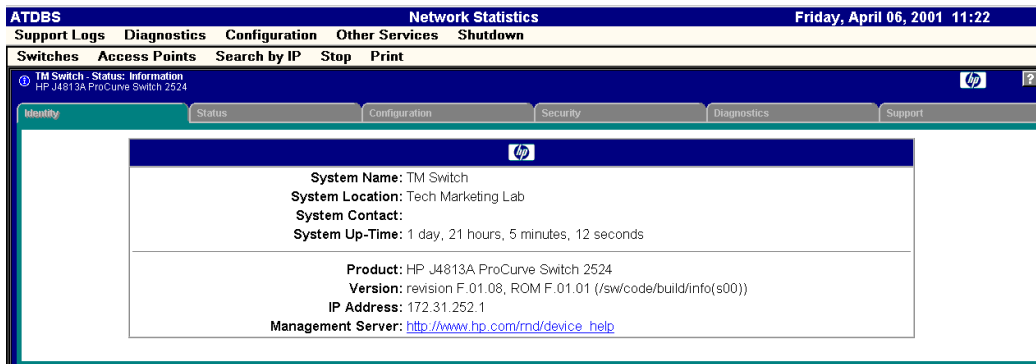 ATDBS Network Statistics Friday, April 06, 2001 11:22
Support Logs Diagnostics Configuration Other Services Shutdown
Switches Access Points Search by IP Stop Print
TM Switch - Status: Information
HP J4813A ProCurve Switch 2524
hp ?
Identity Status Configuration Security Diagnostics Support
hp
System Name: TM Switch
System Location: Tech Marketing Lab
System Contact:
System Up-Time: 1 day, 21 hours, 5 minutes, 12 seconds
Product: HP J4813A ProCurve Switch 2524
Version: revision F.01.08, ROM F.01.01 (/sw/code/build/info(s00))
IP Address: 172.31.252.1
Management Server: http://www.hp.com/rnd/device_help